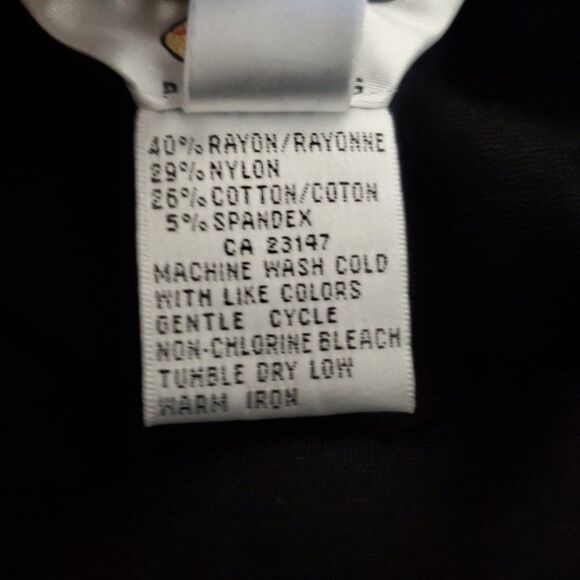 40% RAYON/RAYONNE
29% NYLON
26% COTTON/COTON
5% SPANDEX
CA 23147
MACHINE WASH COLD
WITH LIKE COLORS
GENTLE CYCLE
NON-CHLORINE BLEACH
TUMBLE DRY LOW
WARM IRON